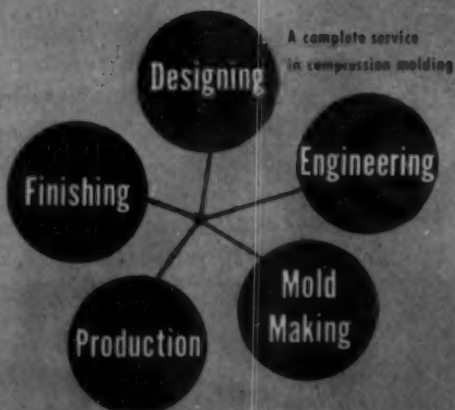 A complete service
in compression molding
Designing
Engineering
Finishing
Mold
Making
Production